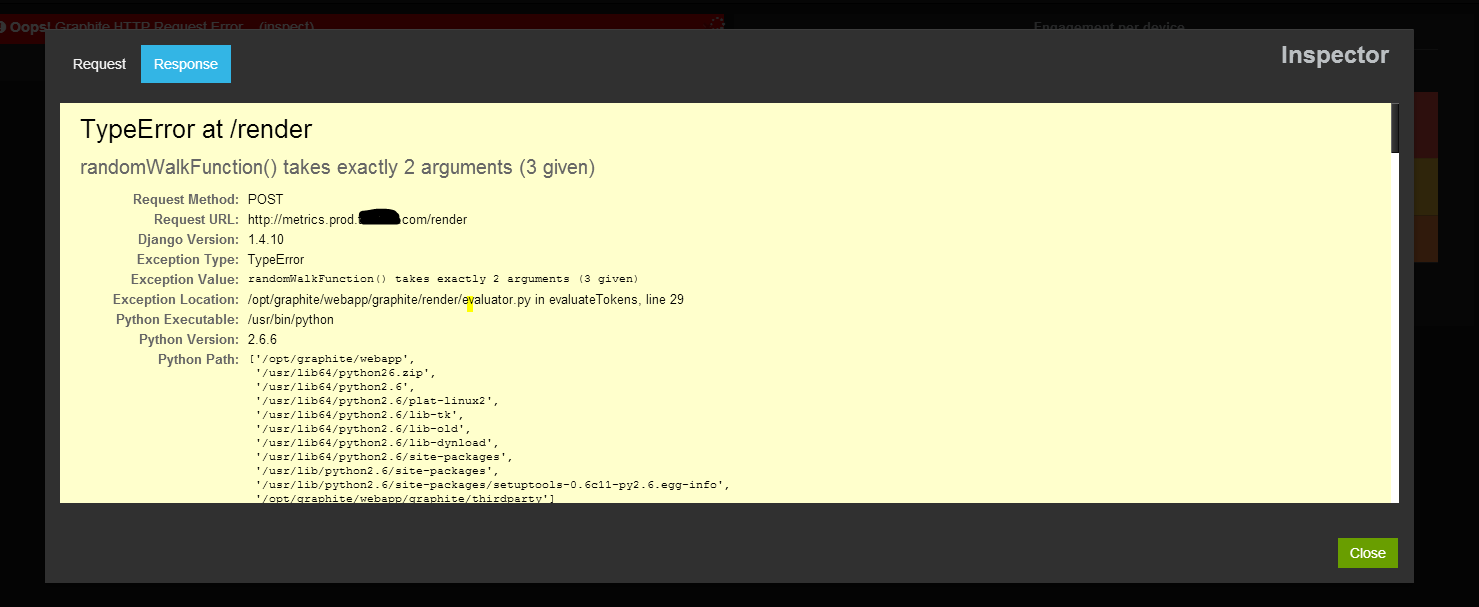 Oops! Graphite HTTP Request Error (inspect)
Engagement per device
Request Response
Inspector
TypeError at /render
randomWalkFunction() takes exactly 2 arguments (3 given)
Request Method: POST
Request URL: http://metrics.prod. .com/render
Django Version: 1.4.10
Exception Type: TypeError
Exception Value: randomWalkFunction() takes exactly 2 arguments (3 given)
Exception Location: /opt/graphite/webapp/graphite/render/evaluator.py in evaluateTokens, line 29
Python Executable: /usr/bin/python
Python Version: 2.6.6
Python Path: ['/opt/graphite/webapp',
'/usr/lib64/python26.zip',
'/usr/lib64/python2.6',
'/usr/lib64/python2.6/plat-linux2',
'/usr/lib64/python2.6/lib-tk',
'/usr/lib64/python2.6/lib-old',
'/usr/lib64/python2.6/lib-dynload',
'/usr/lib64/python2.6/site-packages',
'/usr/lib/python2.6/site-packages',
'/usr/lib/python2.6/site-packages/setuptools-0.6c11-py2.6.egg-info',
'/opt/graphite/webapp/graphite/thirdparty']
Close